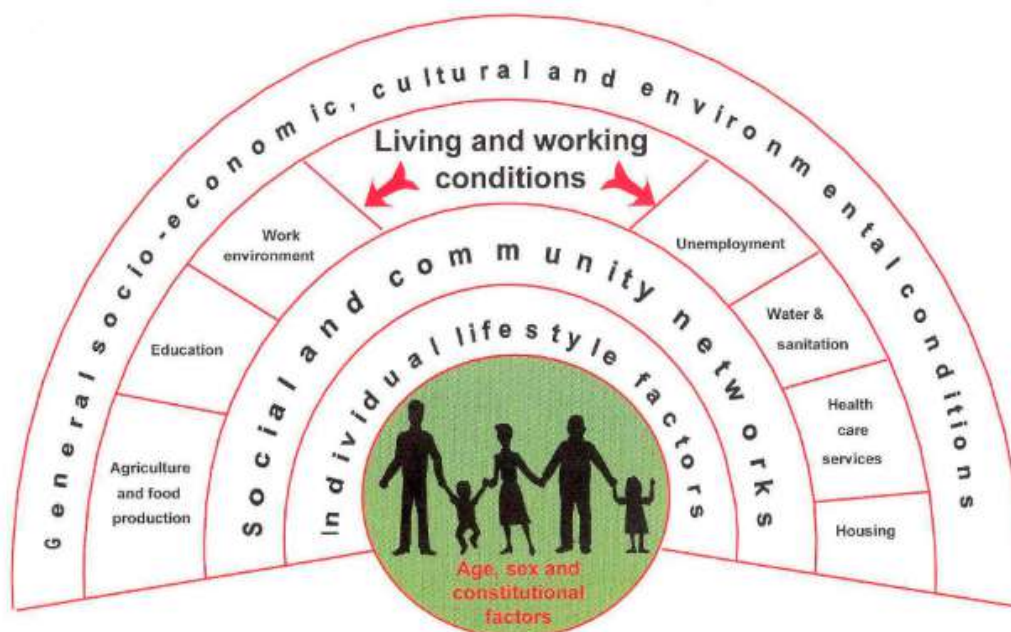 General socio-economic, cultural and environmental conditions
Living and working
conditions
Work
environment
Unemployment
Education
Water &
sanitation
Agriculture
and food
production
Health
care
services
Housing
Social and community networks
Individual lifestyle factors
Age, sex and
constitutional
factors